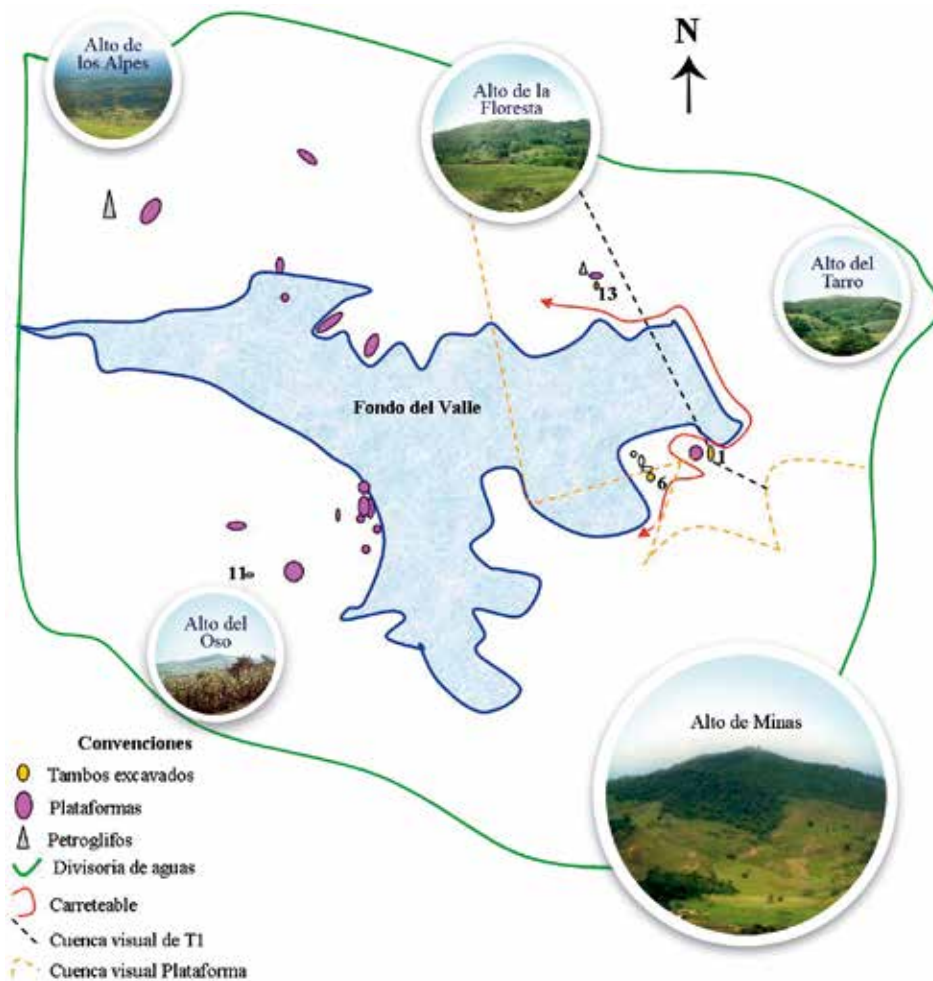 Alto de
los Alpes
Alto de la
Floresta
N
Alto del
Tarro
13
Fondo del Valle
1
6
11
Alto del
Oso
Alto de Minas
Convenciones
Tambos excavados
Plataformas
Petroglifos
Divisoria de aguas
Carreteable
Cuenca visual de T1
Cuenca visual Plataforma